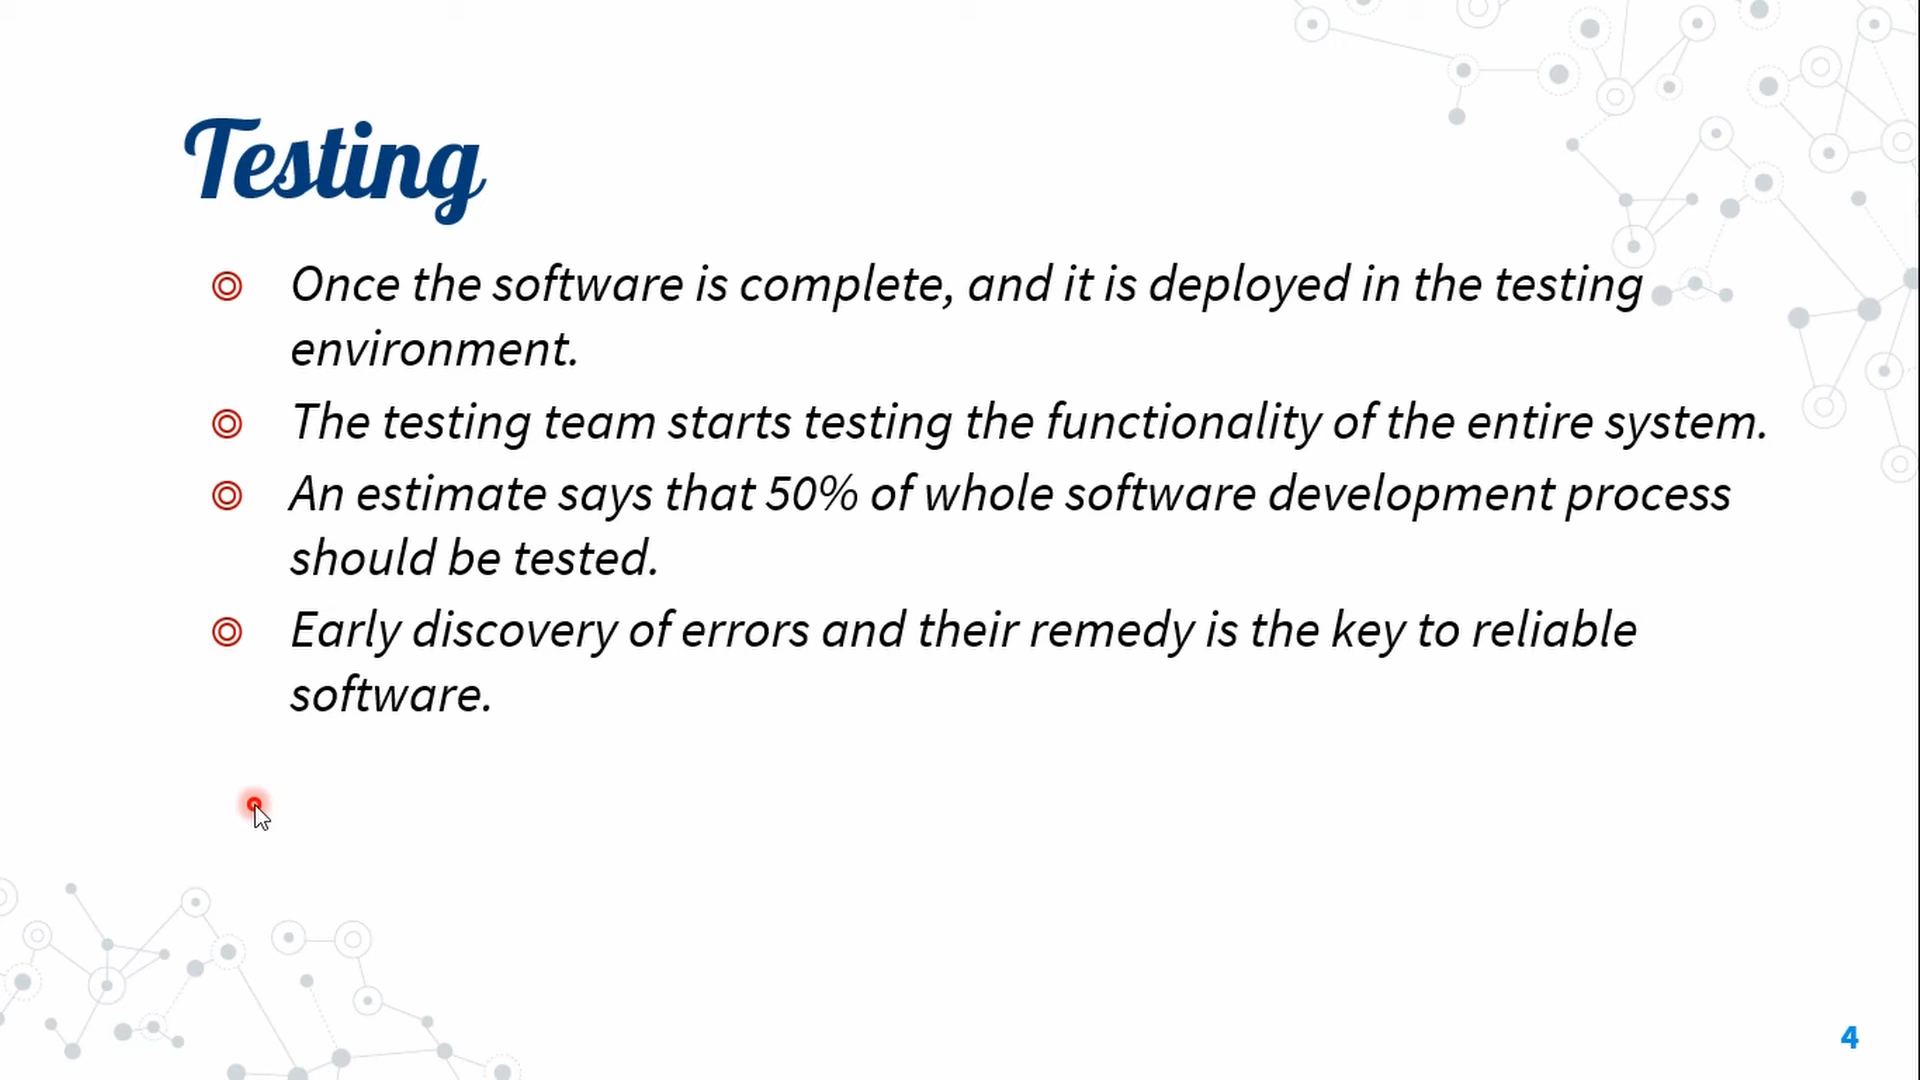 Testing
Once the software is complete, and it is deployed in the testing
environment.
The testing team starts testing the functionality of the entire system.
An estimate says that 50% of whole software development process
should be tested.
Early discovery of errors and their remedy is the key to reliable
software.
4